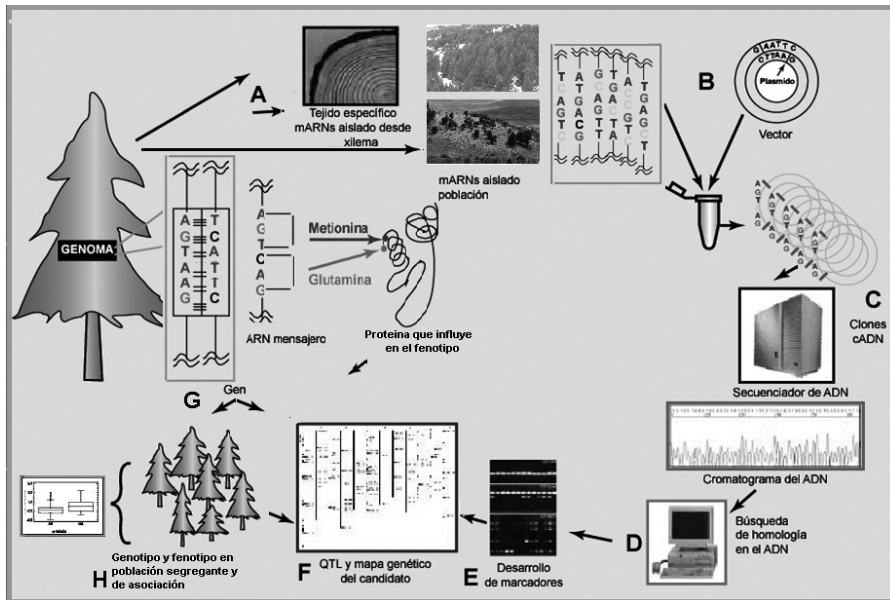 A
Tejido específico
mARNs aislado desde
xilema
mARNs aislado
población
T
C
A
G
T
C
A
T
G
A
C
G
G
C
A
G
T
T
T
G
A
C
T
A
A
C
C
G
T
C
T
G
A
G
C
T
B
GAATTC
CTTAAG
Plasmido
Vector
GENOMA
A
G
T
A
A
G
T
C
A
T
T
C
A
G
T
C
A
G
Metionina
Glutamina
ARN mensajero
Proteina que influye
en el fenotipo
Gen
C
Clones
cADN
Secuenciador de ADN
Cromatograma del ADN
D
Búsqueda
de homología
en el ADN
E
Desarrollo
de marcadores
F
QTL y mapa genético
del candidato
G
H
Genotipo y fenotipo en
población segregante y
de asociación